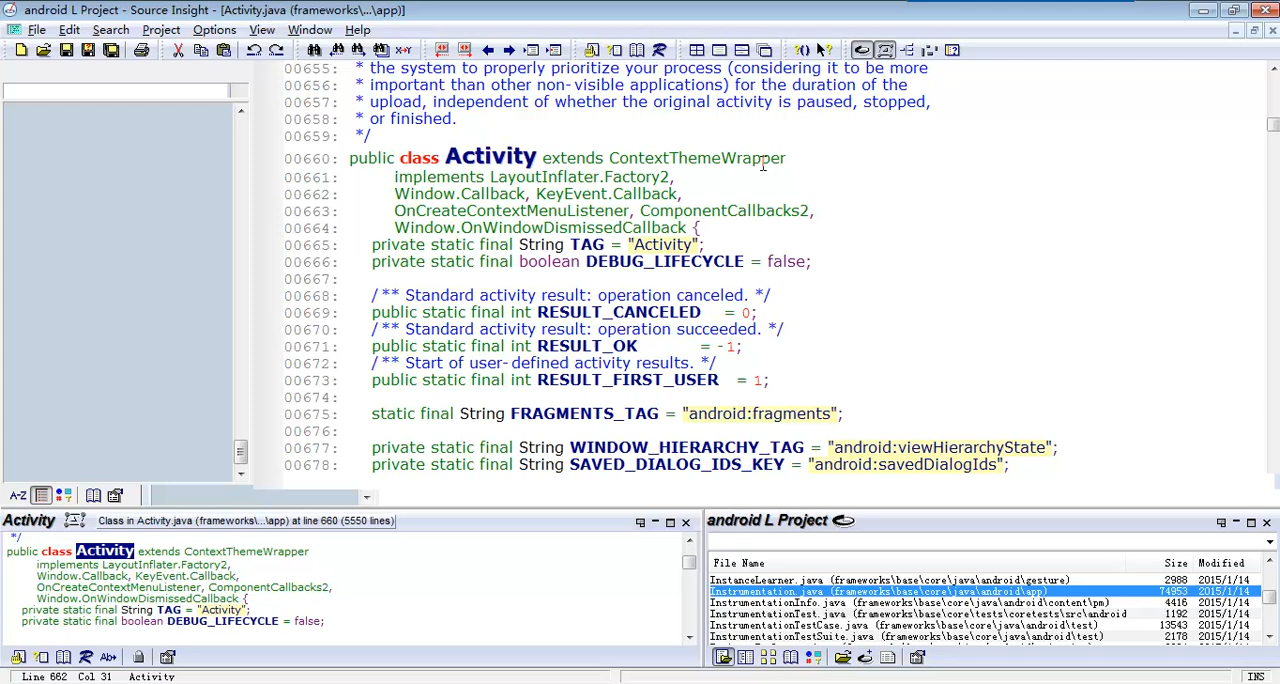 android L Project - Source Insight - [Activity.java (frameworks\...\app)]
File Edit Search Project Options View Window Help
00655: * the system to properly prioritize your process (considering it to be more
00656: * important than other non-visible applications) for the duration of the
00657: * upload, independent of whether the original activity is paused, stopped,
00658: * or finished.
00659: */
00660: public class Activity extends ContextThemeWrapper
00661: implements LayoutInflater.Factory2,
00662: Window.Callback, KeyEvent.Callback,
00663: OnCreateContextMenuListener, ComponentCallbacks2,
00664: Window.OnWindowDismissedCallback {
00665: private static final String TAG = "Activity";
00666: private static final boolean DEBUG_LIFECYCLE = false;
00667:
00668: /** Standard activity result: operation canceled. */
00669: public static final int RESULT_CANCELED = 0;
00670: /** Standard activity result: operation succeeded. */
00671: public static final int RESULT_OK = -1;
00672: /** Start of user-defined activity results. */
00673: public static final int RESULT_FIRST_USER = 1;
00674:
00675: static final String FRAGMENTS_TAG = "android:fragments";
00676:
00677: private static final String WINDOW_HIERARCHY_TAG = "android:viewHierarchyState";
00678: private static final String SAVED_DIALOG_IDS_KEY = "android:savedDialogIds";
A-Z
Activity Class in Activity.java (frameworks\...\app) at line 660 (5550 lines)
*/
public class Activity extends ContextThemeWrapper
implements LayoutInflater.Factory2,
Window.Callback, KeyEvent.Callback,
OnCreateContextMenuListener, ComponentCallbacks2,
Window.OnWindowDismissedCallback {
private static final String TAG = "Activity";
private static final boolean DEBUG_LIFECYCLE = false;
android L Project
File Name Size Modified
InstanceLearner.java (frameworks\base\core\java\android\gesture) 2988 2015/1/14
Instrumentation.java (frameworks\base\core\java\android\app) 74953 2015/1/14
InstrumentationInfo.java (frameworks\base\core\java\android\content\pm) 4416 2015/1/14
InstrumentationTest.java (frameworks\base\core\tests\coretests\src\android 1192 2015/1/14
InstrumentationTestCase.java (frameworks\base\core\java\android\test) 13543 2015/1/14
InstrumentationTestSuite.java (frameworks\base\core\java\android\test) 2178 2015/1/14
Line 662 Col 31 Activity INS